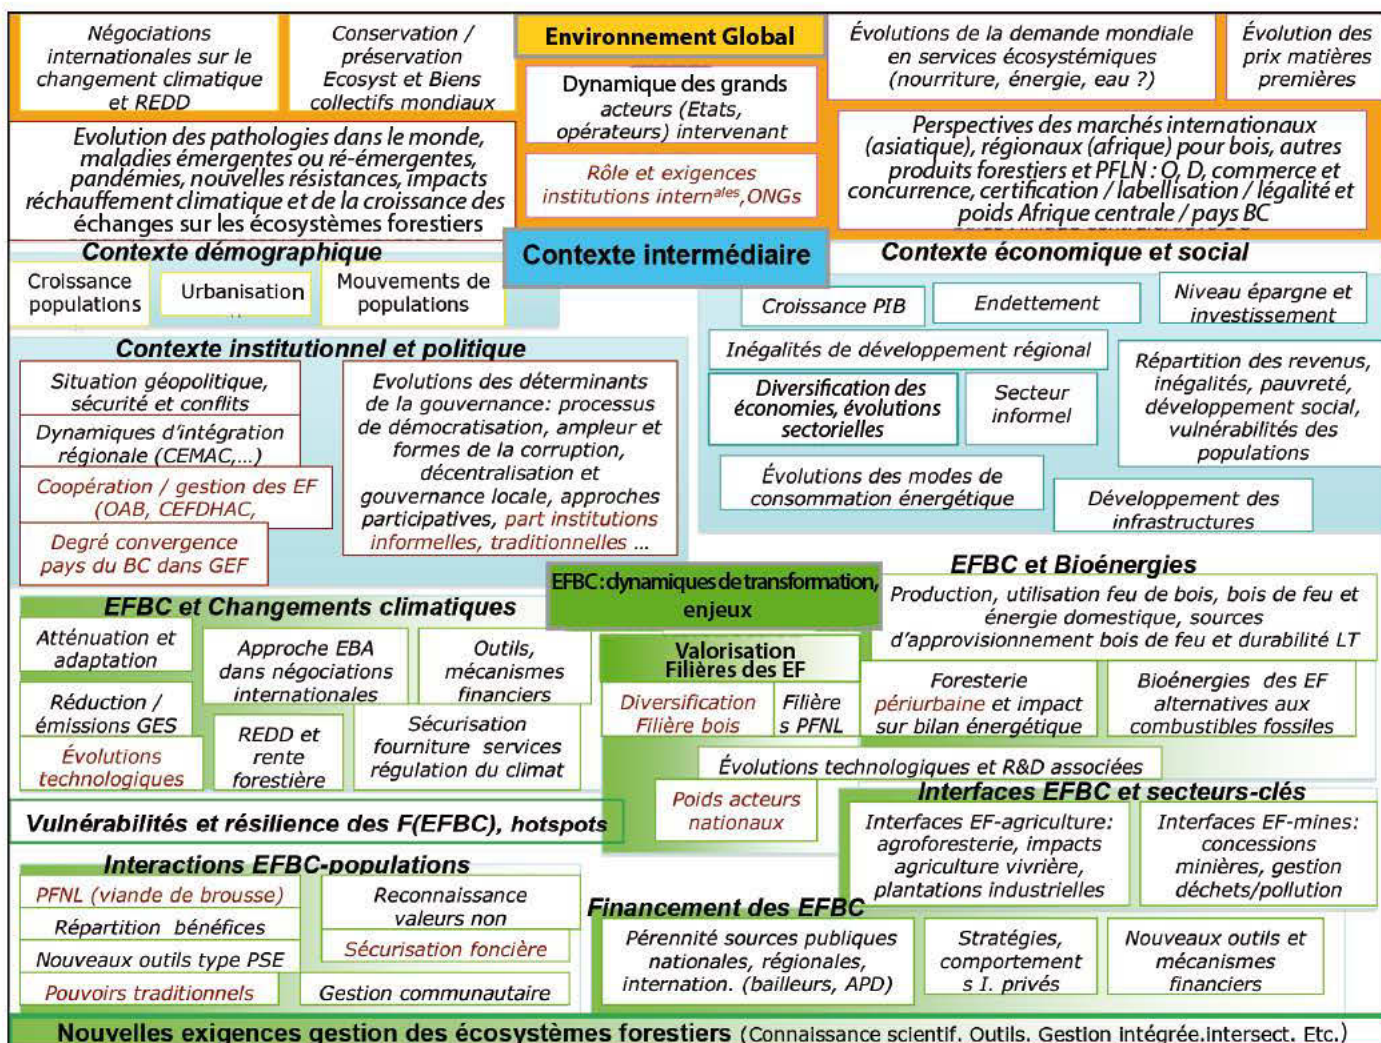 Négociations
internationales sur le
changement climatique
et REDD
Conservation /
préservation
Ecosyst et Biens
collectifs mondiaux
Environnement Global
Dynamique des grands
acteurs (Etats,
opérateurs) intervenant
Rôle et exigences
institutions internales,ONGs
Évolutions de la demande mondiale
en services écosystémiques
(nourriture, énergie, eau ?)
Évolution des
prix matières
premières
Evolution des pathologies dans le monde,
maladies émergentes ou ré-émergentes,
pandémies, nouvelles résistances, impacts
réchauffement climatique et de la croissance des
échanges sur les écosystèmes forestiers
Perspectives des marchés internationaux
(asiatique), régionaux (afrique) pour bois, autres
produits forestiers et PFLN : O, D, commerce et
concurrence, certification / labellisation / légalité et
poids Afrique centrale / pays BC
Contexte intermédiaire
Contexte démographique
Croissance
populations
Urbanisation
Mouvements de
populations
Contexte économique et social
Croissance PIB
Endettement
Niveau épargne et
investissement
Inégalités de développement régional
Diversification des
économies, évolutions
sectorielles
Secteur
informel
Répartition des revenus,
inégalités, pauvreté,
développement social,
vulnérabilités des
populations
Évolutions des modes de
consommation énergétique
Développement des
infrastructures
Contexte institutionnel et politique
Situation géopolitique,
sécurité et conflits
Dynamiques d'intégration
régionale (CEMAC,...)
Coopération / gestion des EF
(OAB, CEFDHAC,
Degré convergence
pays du BC dans GEF
Evolutions des déterminants
de la gouvernance: processus
de démocratisation, ampleur et
formes de la corruption,
décentralisation et
gouvernance locale, approches
participatives, part institutions
informelles, traditionnelles ...
EFBC : dynamiques de transformation,
enjeux
EFBC et Changements climatiques
Atténuation et
adaptation
Approche EBA
dans négociations
internationales
Outils,
mécanismes
financiers
Réduction /
émissions GES
Évolutions
technologiques
REDD et
rente
forestière
Sécurisation
fourniture services
régulation du climat
Valorisation
Filières des EF
Diversification
Filière bois
Filière
s PFNL
Évolutions technologiques et R&D associées
Poids acteurs
nationaux
EFBC et Bioénergies
Production, utilisation feu de bois, bois de feu et
énergie domestique, sources
d'approvisionnement bois de feu et durabilité LT
Foresterie
périurbaine et impact
sur bilan énergétique
Bioénergies des EF
alternatives aux
combustibles fossiles
Interfaces EFBC et secteurs-clés
Interfaces EF-agriculture:
agroforesterie, impacts
agriculture vivrière,
plantations industrielles
Interfaces EF-mines:
concessions
minières, gestion
déchets/pollution
Vulnérabilités et résilience des F(EFBC), hotspots
Interactions EFBC-populations
PFNL (viande de brousse)
Répartition bénéfices
Nouveaux outils type PSE
Pouvoirs traditionnels
Reconnaissance
valeurs non
Sécurisation foncière
Gestion communautaire
Financement des EFBC
Pérennité sources publiques
nationales, régionales,
internation. (bailleurs, APD)
Stratégies,
comportement
s I. privés
Nouveaux outils et
mécanismes
financiers
Nouvelles exigences gestion des écosystèmes forestiers (Connaissance scientif. Outils. Gestion intégrée.intersect. Etc.)